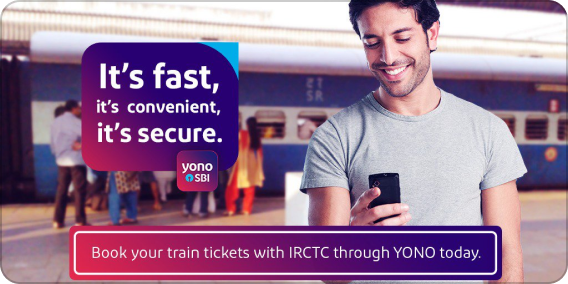 It's fast,
it's convenient,
it's secure.
yono
SBI
Book your train tickets with IRCTC through YONO today.